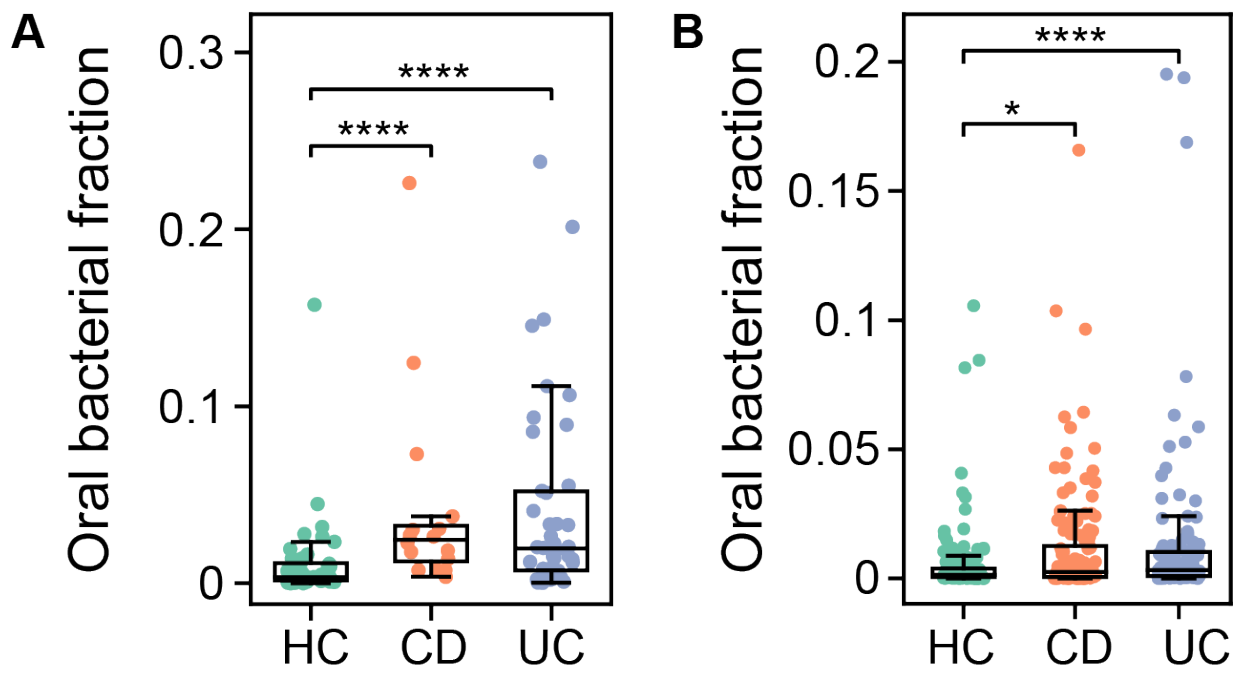 A
Oral bacterial fraction
0.3
0.2
0.1
0
****
****
HC CD UC
B
Oral bacterial fraction
0.2
0.15
0.1
0.05
0
****
*
HC CD UC